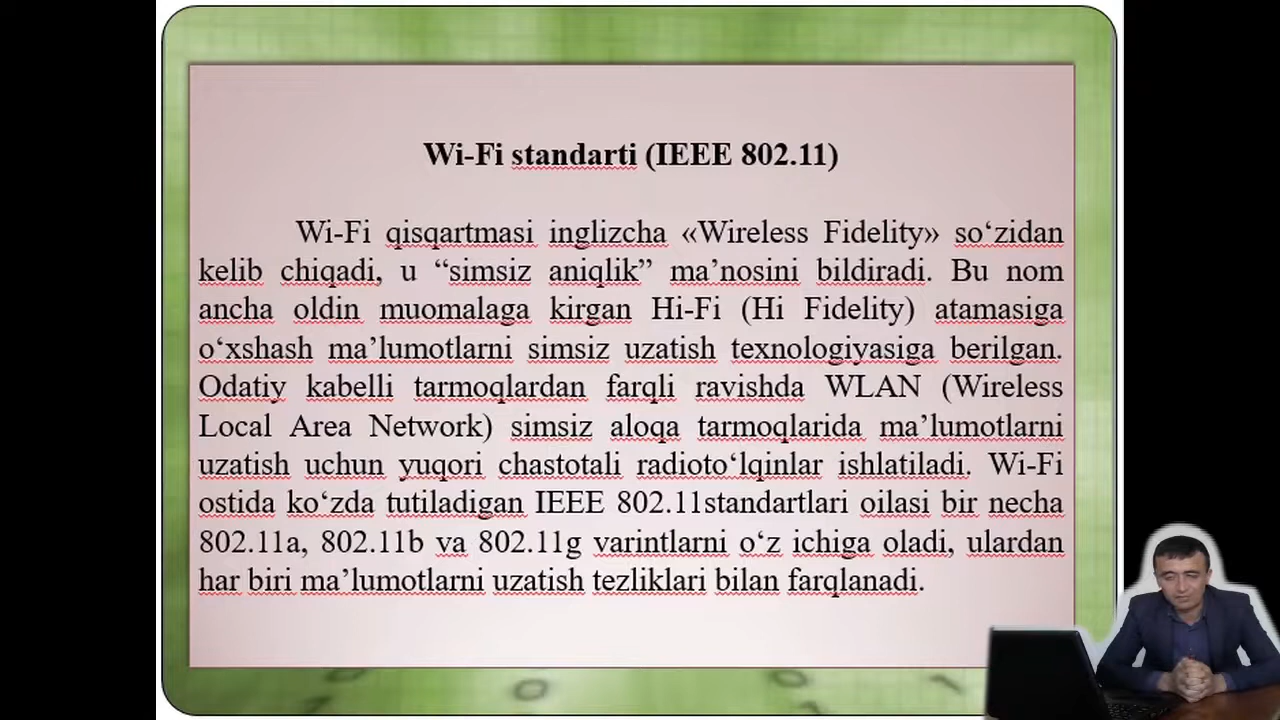 Wi-Fi standarti (IEEE 802.11)
Wi-Fi qisqartmasi inglizcha «Wireless Fidelity» so‘zidan
kelib chiqadi, u “simsiz aniqlik” ma’nosini bildiradi. Bu nom
ancha oldin muomalaga kirgan Hi-Fi (Hi Fidelity) atamasiga
o‘xshash ma’lumotlarni simsiz uzatish texnologiyasiga berilgan.
Odatiy kabelli tarmoqlardan farqli ravishda WLAN (Wireless
Local Area Network) simsiz aloqa tarmoqlarida ma’lumotlarni
uzatish uchun yuqori chastotali radioto‘lqinlar ishlatiladi. Wi-Fi
ostida ko‘zda tutiladigan IEEE 802.11standartlari oilasi bir necha
802.11a, 802.11b va 802.11g varintlarni o‘z ichiga oladi, ulardan
har biri ma’lumotlarni uzatish tezliklari bilan farqlanadi.